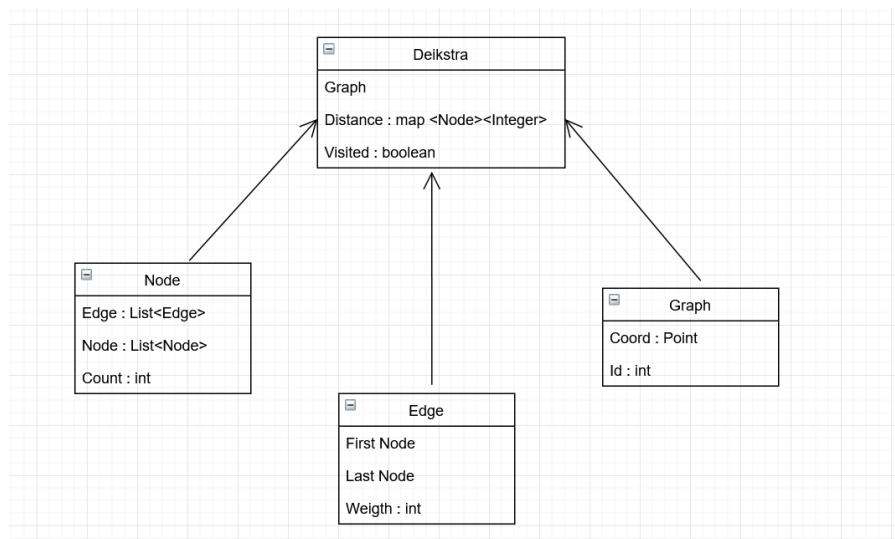 Deikstra
Graph
Distance : map <Node><Integer>
Visited : boolean
Node
Edge : List<Edge>
Node : List<Node>
Count : int
Edge
First Node
Last Node
Weigth : int
Graph
Coord : Point
Id : int